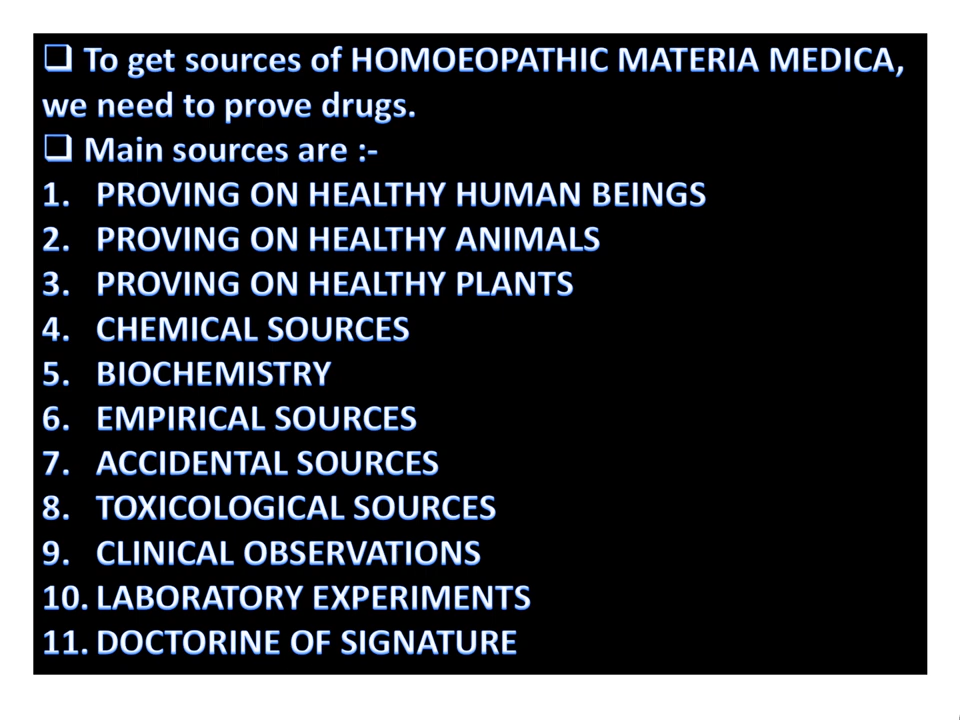 ❑ To get sources of HOMOEOPATHIC MATERIA MEDICA,
we need to prove drugs.
❑ Main sources are :-
1. PROVING ON HEALTHY HUMAN BEINGS
2. PROVING ON HEALTHY ANIMALS
3. PROVING ON HEALTHY PLANTS
4. CHEMICAL SOURCES
5. BIOCHEMISTRY
6. EMPIRICAL SOURCES
7. ACCIDENTAL SOURCES
8. TOXICOLOGICAL SOURCES
9. CLINICAL OBSERVATIONS
10. LABORATORY EXPERIMENTS
11. DOCTORINE OF SIGNATURE